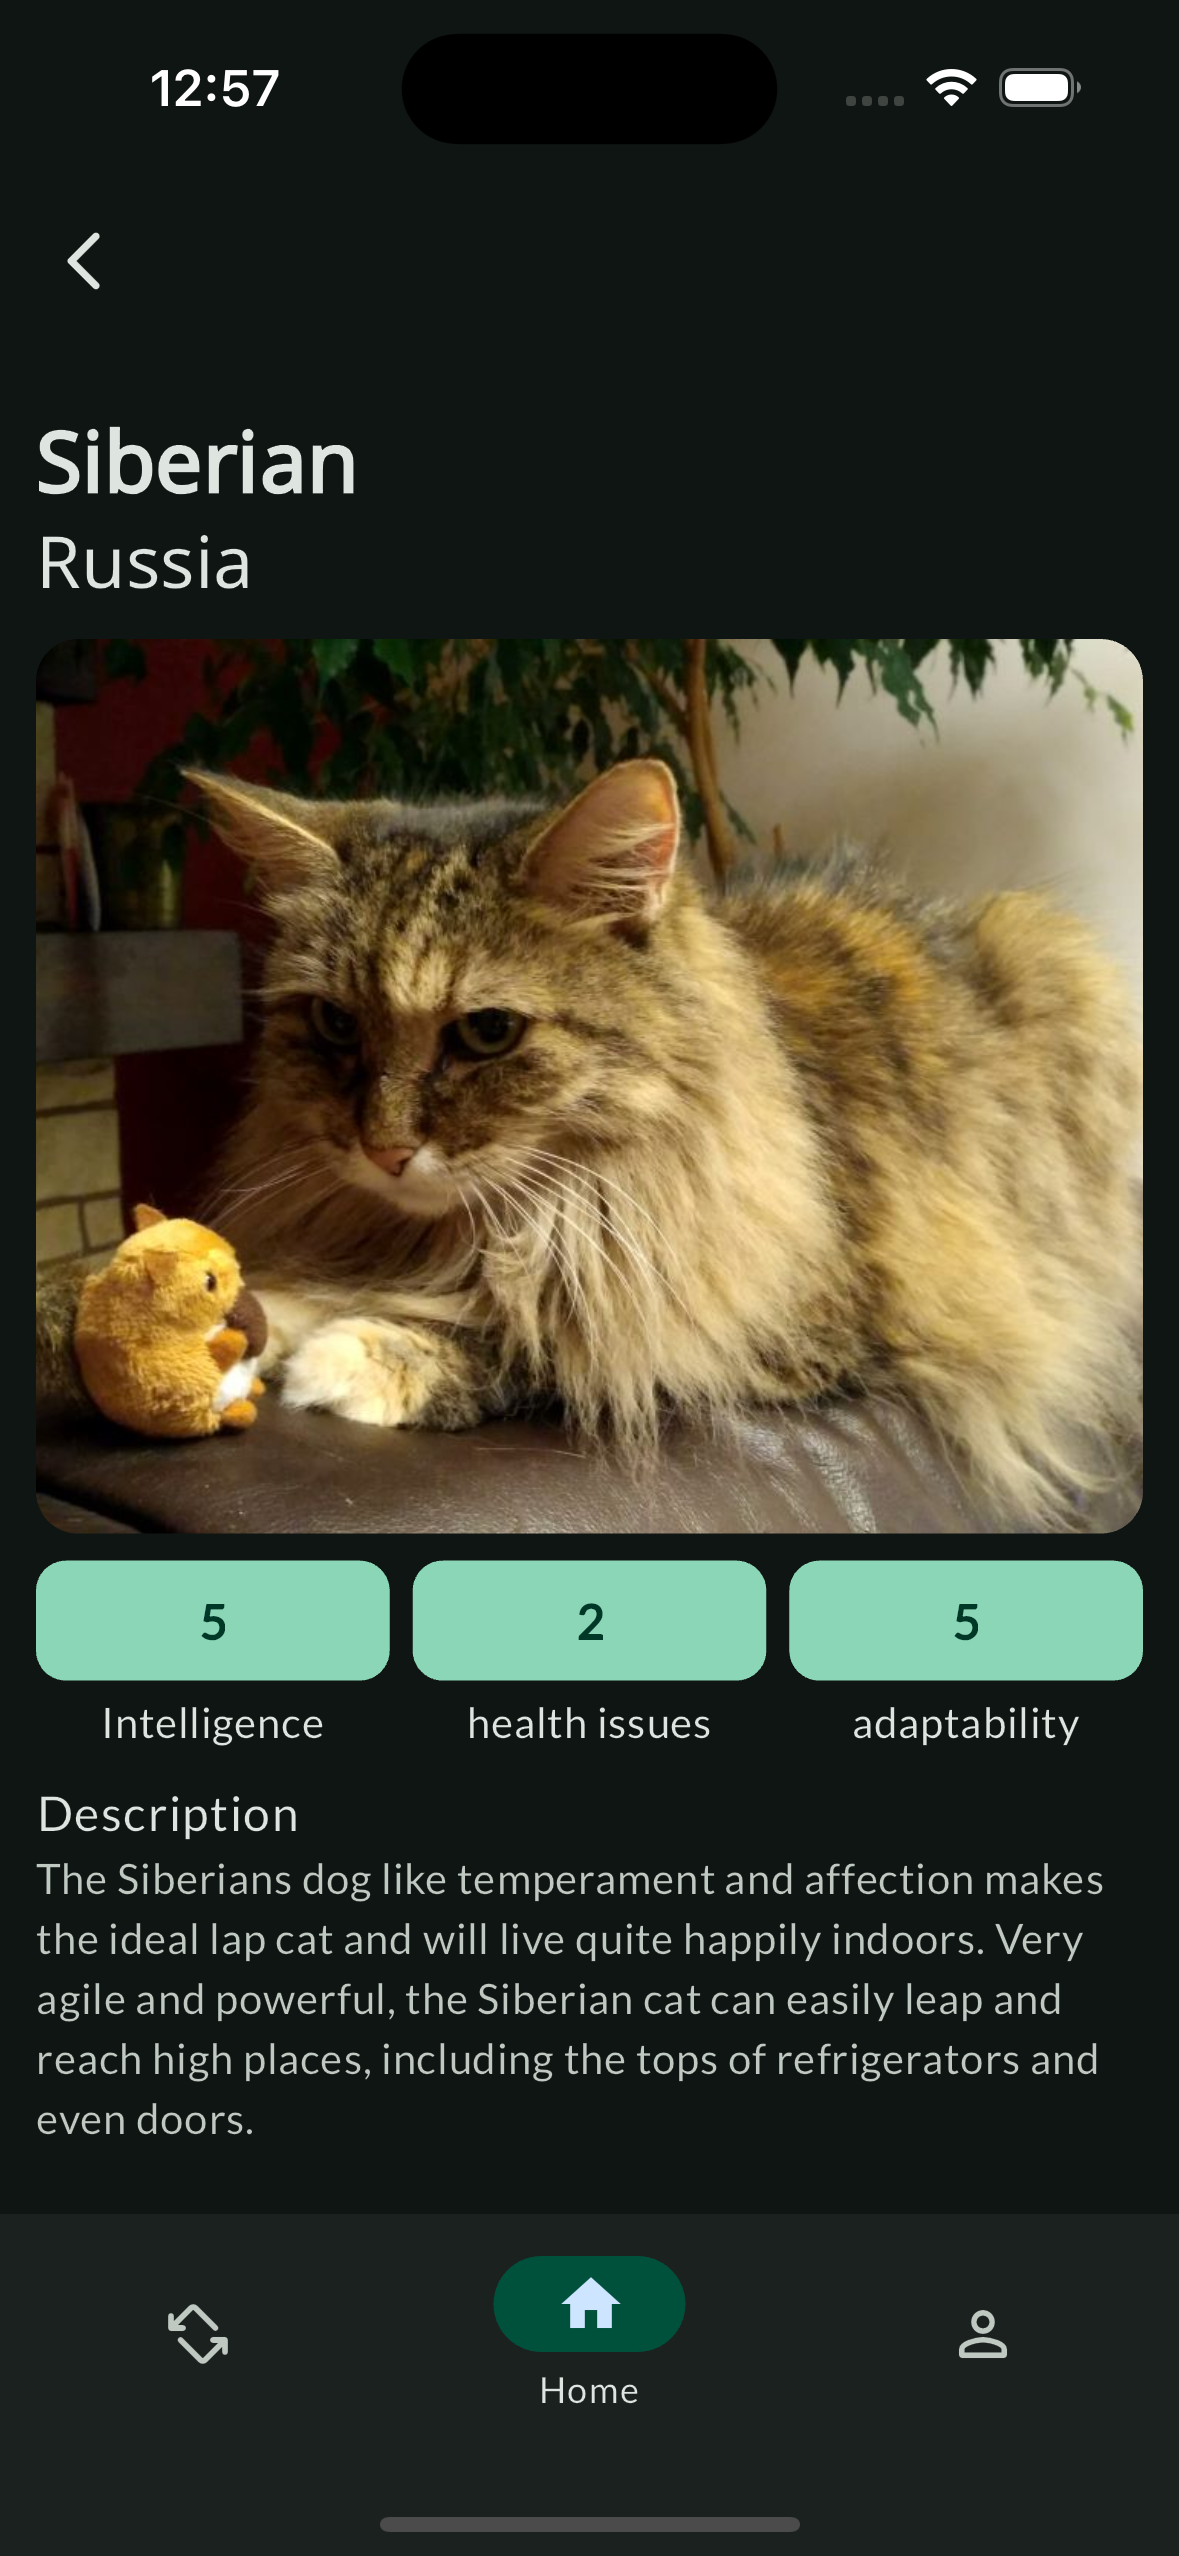 12:57
Siberian
Russia
5 2 5
Intelligence health issues adaptability
Description
The Siberians dog like temperament and affection makes
the ideal lap cat and will live quite happily indoors. Very
agile and powerful, the Siberian cat can easily leap and
reach high places, including the tops of refrigerators and
even doors.
Home